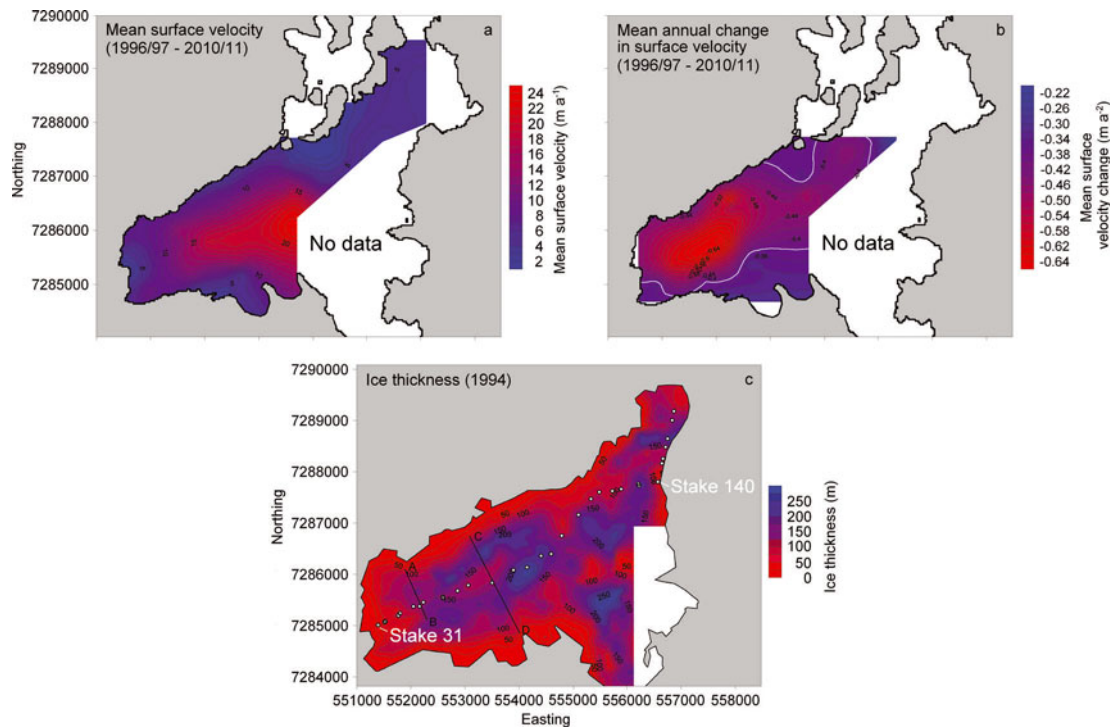 Mean surface velocity
(1996/97 - 2010/11)
a
7290000
7289000
7288000
7287000
7286000
7285000
Northing
No data
24
22
20
18
16
14
12
10
8
6
4
2
Mean surface velocity (m a⁻¹)
Mean annual change
in surface velocity
(1996/97 - 2010/11)
b
No data
-0.22
-0.26
-0.30
-0.34
-0.38
-0.42
-0.46
-0.50
-0.54
-0.58
-0.62
-0.64
Mean surface
velocity change (m a⁻²)
Ice thickness (1994)
c
7290000
7289000
7288000
7287000
7286000
7285000
7284000
Northing
A
B
C
D
50
100
150
200
250
Stake 140
Stake 31
250
200
150
100
50
0
Ice thickness (m)
551000 552000 553000 554000 555000 556000 557000 558000
Easting